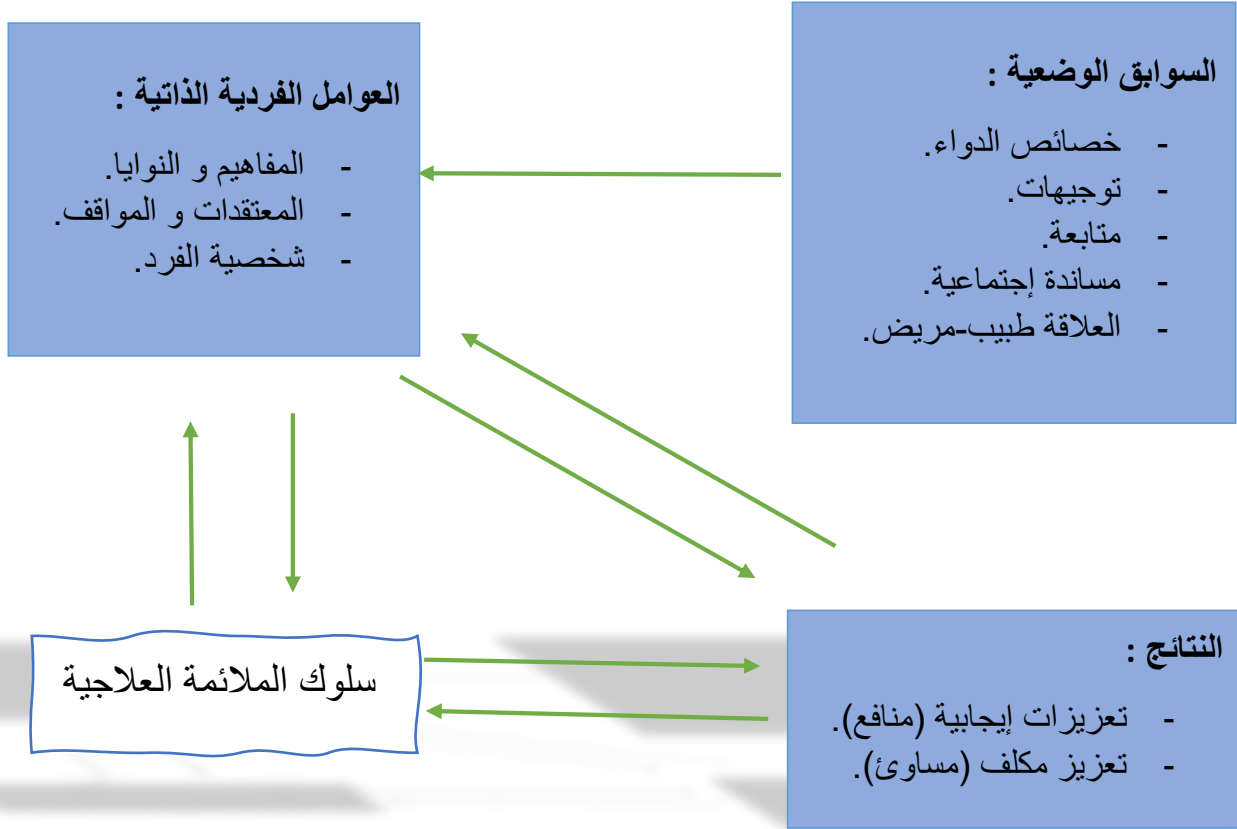 السوابق الوضعية :
- خصائص الدواء.
- توجيهات.
- متابعة.
- مساندة إجتماعية.
- العلاقة طبيب-مريض.
العوامل الفردية الذاتية :
- المفاهيم و النوايا.
- المعتقدات و المواقف.
- شخصية الفرد.
النتائج :
- تعزيزات إيجابية (منافع).
- تعزيز مكلف (مساوئ).
سلوك الملائمة العلاجية